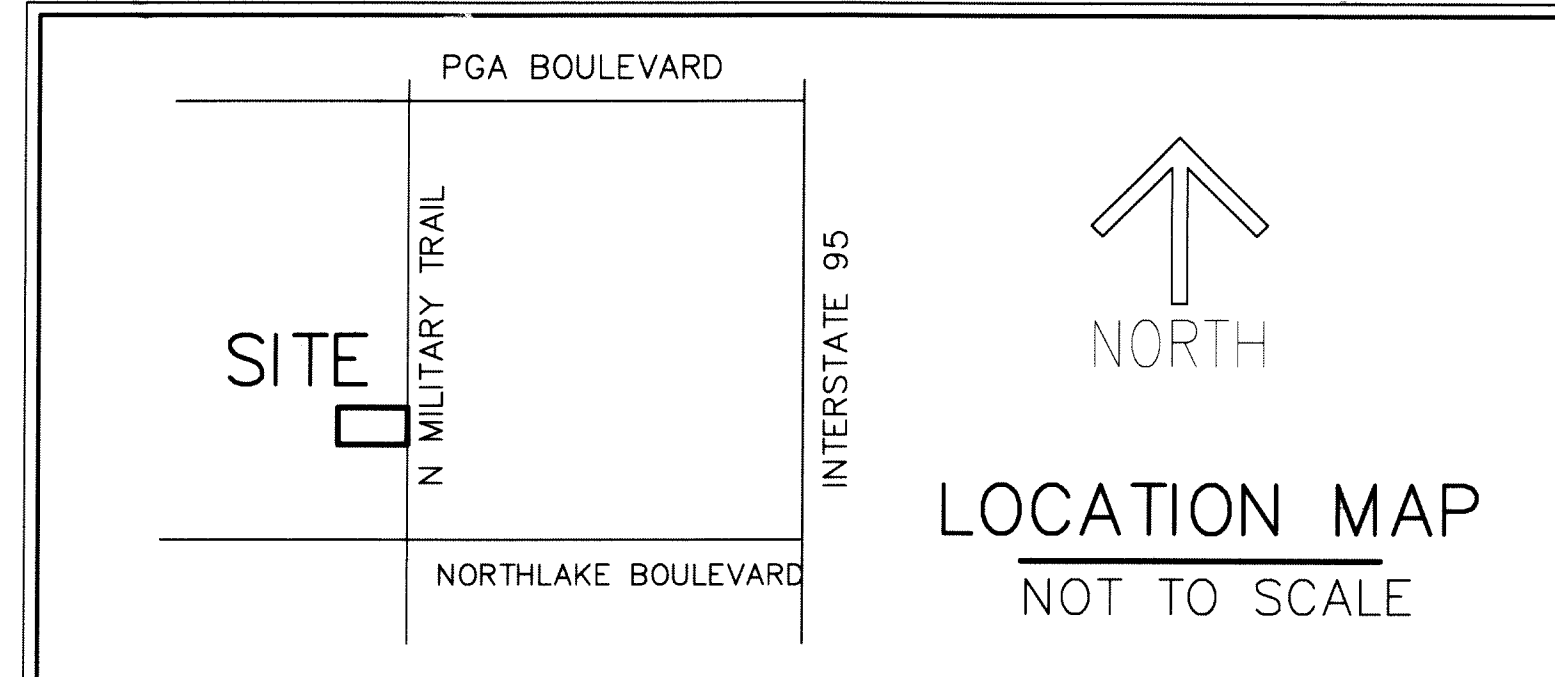 PGA BOULEVARD
N MILITARY TRAIL
INTERSTATE 95
SITE
NORTH
LOCATION MAP
NOT TO SCALE
NORTHLAKE BOULEVARD